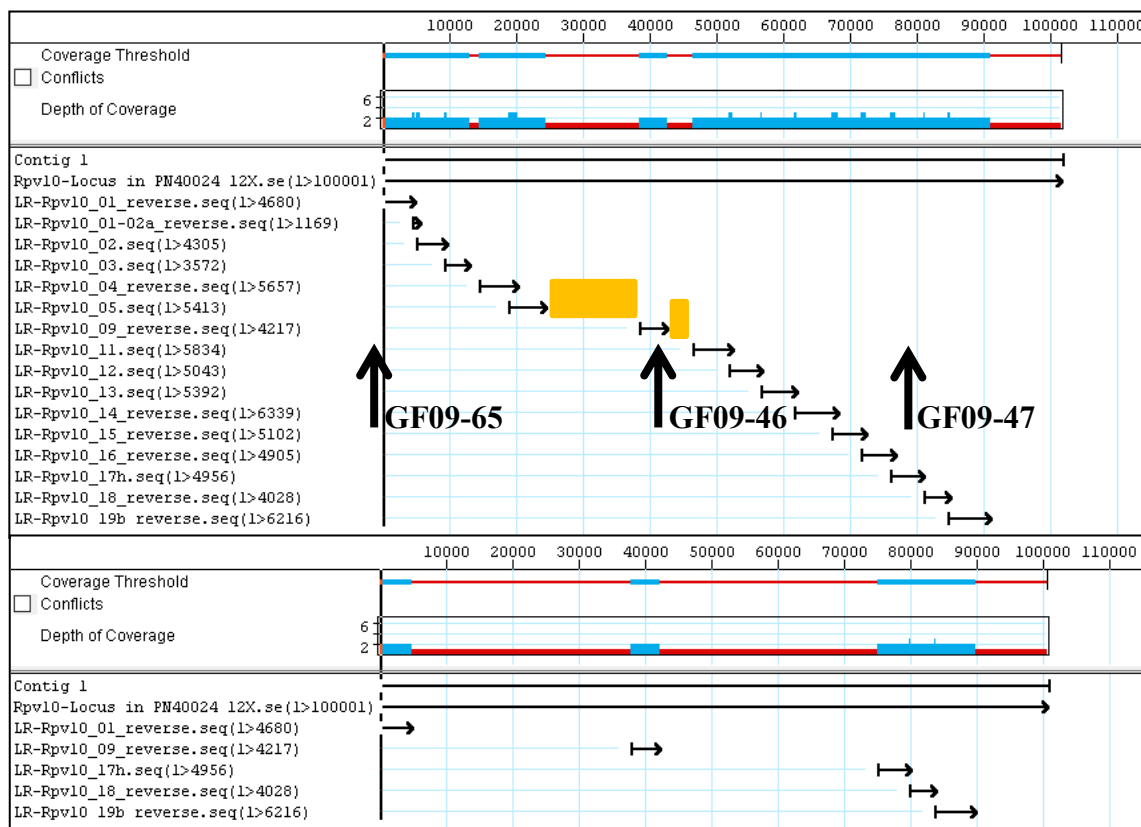 10000 20000 30000 40000 50000 60000 70000 80000 90000 100000 110000
Coverage Threshold
Conflicts
Depth of Coverage
6
2
Contig 1
Rpv10-Locus in PN40024 12X.se(1>100001)
LR-Rpv10_01_reverse.seq(1>4680)
LR-Rpv10_01-02a_reverse.seq(1>1169)
LR-Rpv10_02.seq(1>4305)
LR-Rpv10_03.seq(1>3572)
LR-Rpv10_04_reverse.seq(1>5657)
LR-Rpv10_05.seq(1>5413)
LR-Rpv10_09_reverse.seq(1>4217)
LR-Rpv10_11.seq(1>5834)
LR-Rpv10_12.seq(1>5043)
LR-Rpv10_13.seq(1>5392)
LR-Rpv10_14_reverse.seq(1>6339)
GF09-65 GF09-46 GF09-47
LR-Rpv10_15_reverse.seq(1>5102)
LR-Rpv10_16_reverse.seq(1>4905)
LR-Rpv10_17h.seq(1>4956)
LR-Rpv10_18_reverse.seq(1>4028)
LR-Rpv10 19b reverse.seq(1>6216)
10000 20000 30000 40000 50000 60000 70000 80000 90000 100000 110000
Coverage Threshold
Conflicts
Depth of Coverage
6
2
Contig 1
Rpv10-Locus in PN40024 12X.se(1>100001)
LR-Rpv10_01_reverse.seq(1>4680)
LR-Rpv10_09_reverse.seq(1>4217)
LR-Rpv10_17h.seq(1>4956)
LR-Rpv10_18_reverse.seq(1>4028)
LR-Rpv10 19b reverse.seq(1>6216)